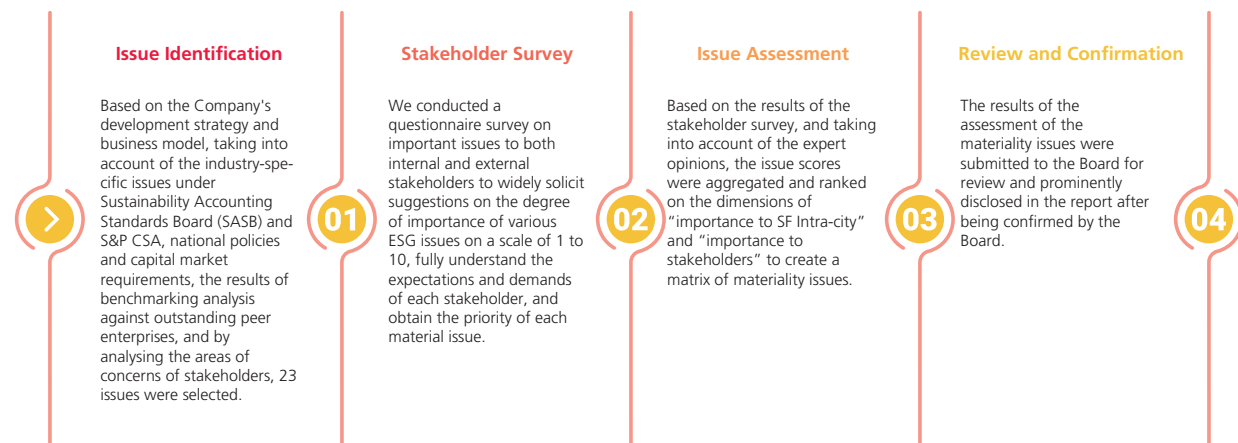 Issue Identification
Based on the Company's
development strategy and
business model, taking into
account of the industry-spe-
cific issues under
Sustainability Accounting
Standards Board (SASB) and
S&P CSA, national policies
and capital market
requirements, the results of
benchmarking analysis
against outstanding peer
enterprises, and by
analysing the areas of
concerns of stakeholders, 23
issues were selected.
01
Stakeholder Survey
We conducted a
questionnaire survey on
important issues to both
internal and external
stakeholders to widely solicit
suggestions on the degree
of importance of various
ESG issues on a scale of 1 to
10, fully understand the
expectations and demands
of each stakeholder, and
obtain the priority of each
material issue.
02
Issue Assessment
Based on the results of the
stakeholder survey, and taking
into account of the expert
opinions, the issue scores
were aggregated and ranked
on the dimensions of
“importance to SF Intra-city”
and “importance to
stakeholders” to create a
matrix of materiality issues.
03
Review and Confirmation
The results of the
assessment of the
materiality issues were
submitted to the Board for
review and prominently
disclosed in the report after
being confirmed by the
Board.
04